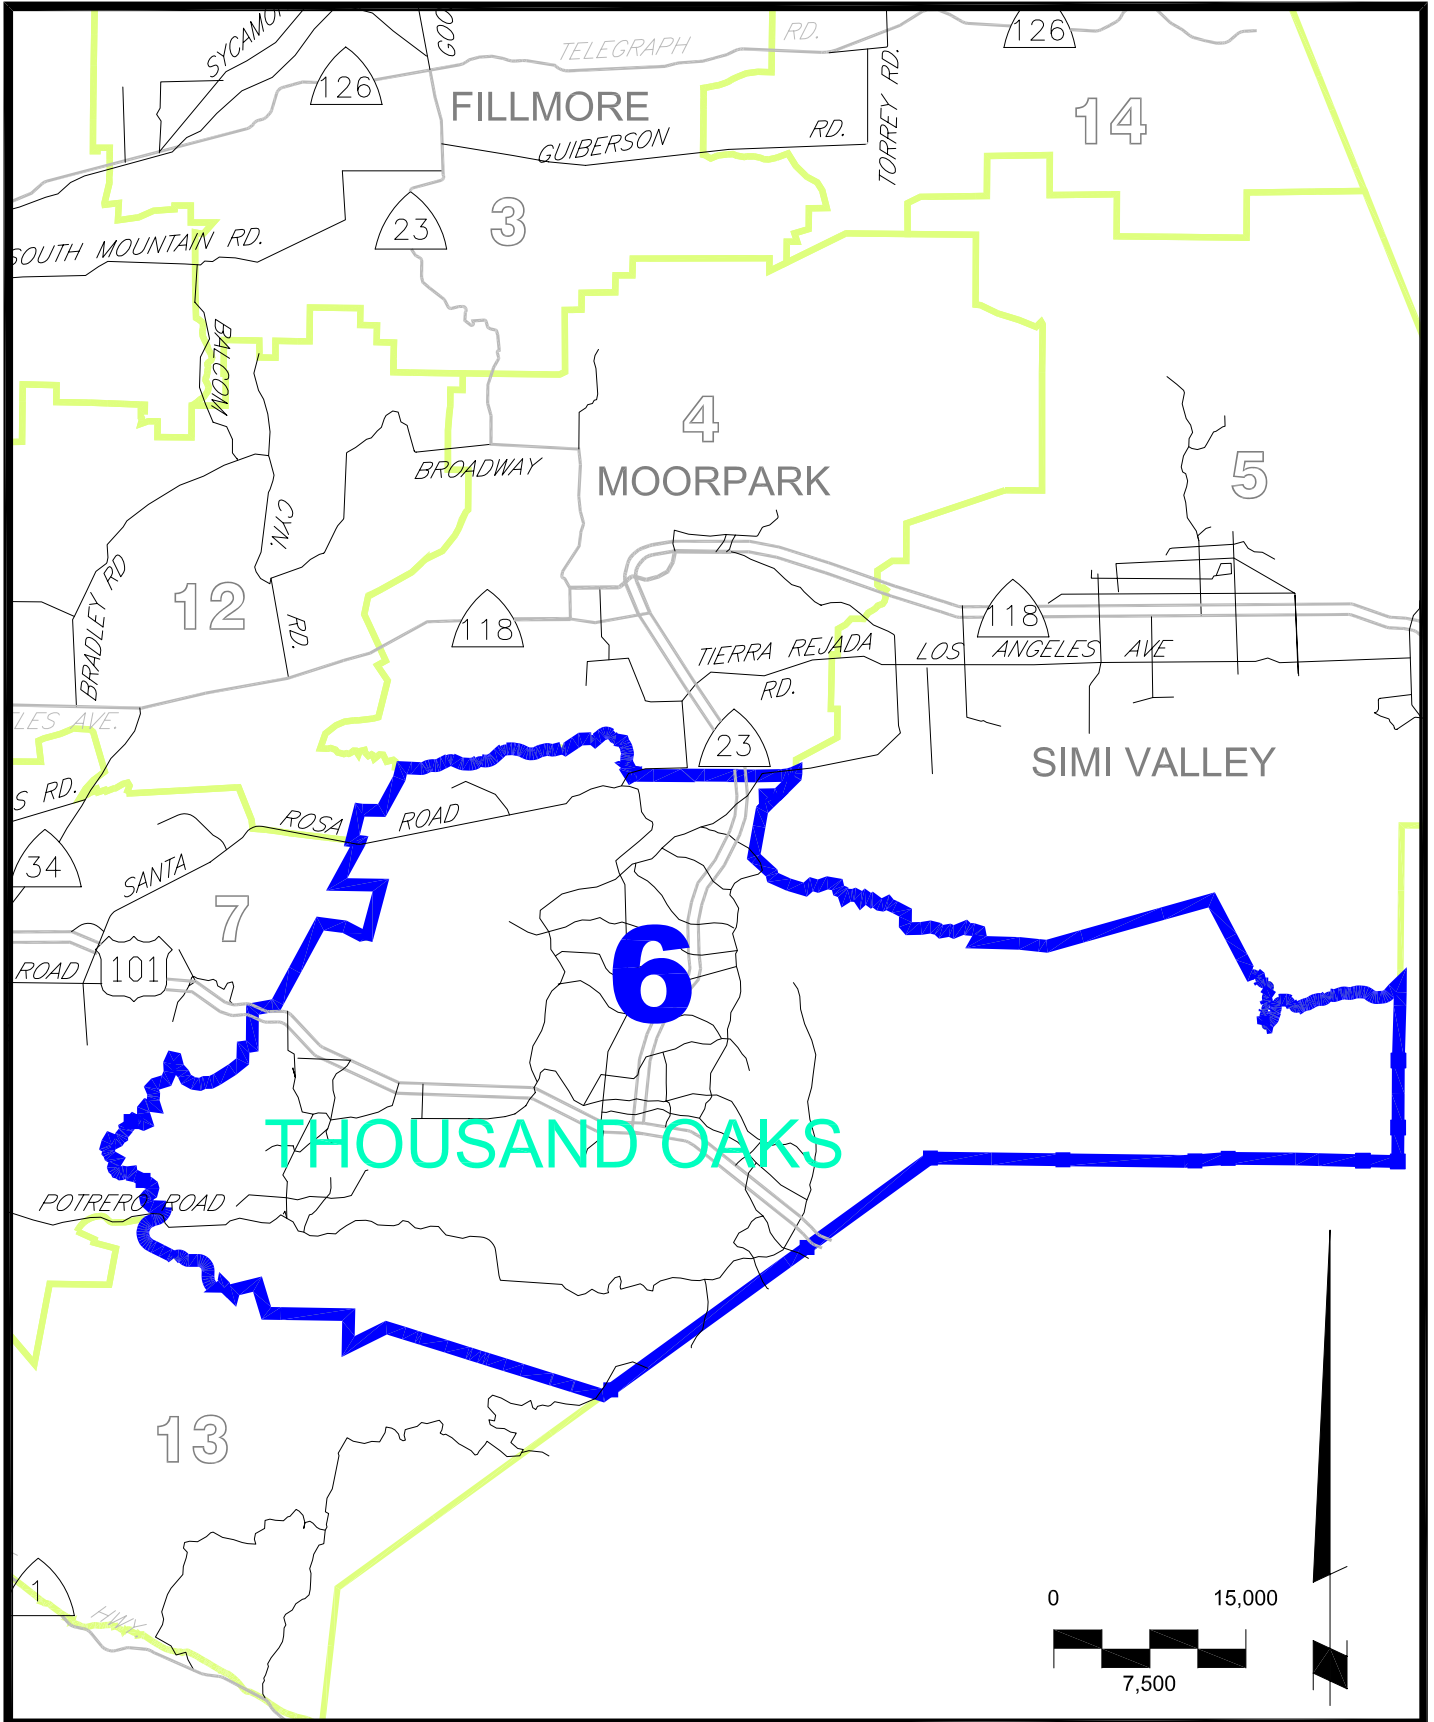 SYCAMO
GOO
TELEGRAPH
RD.
126
126
FILLMORE
GUIBERSON
RD.
TORREY RD.
14
SOUTH MOUNTAIN RD.
23
3
BALCOM
CYN.
RD.
4
MOORPARK
BROADWAY
5
BRADLEY RD
12
118
118
TIERRA REJADA
RD.
LOS ANGELES AVE
LES AVE.
23
SIMI VALLEY
S RD.
ROSA ROAD
34
SANTA
7
6
ROAD
101
THOUSAND OAKS
POTRERO ROAD
13
1
HWY.
0
15,000
7,500